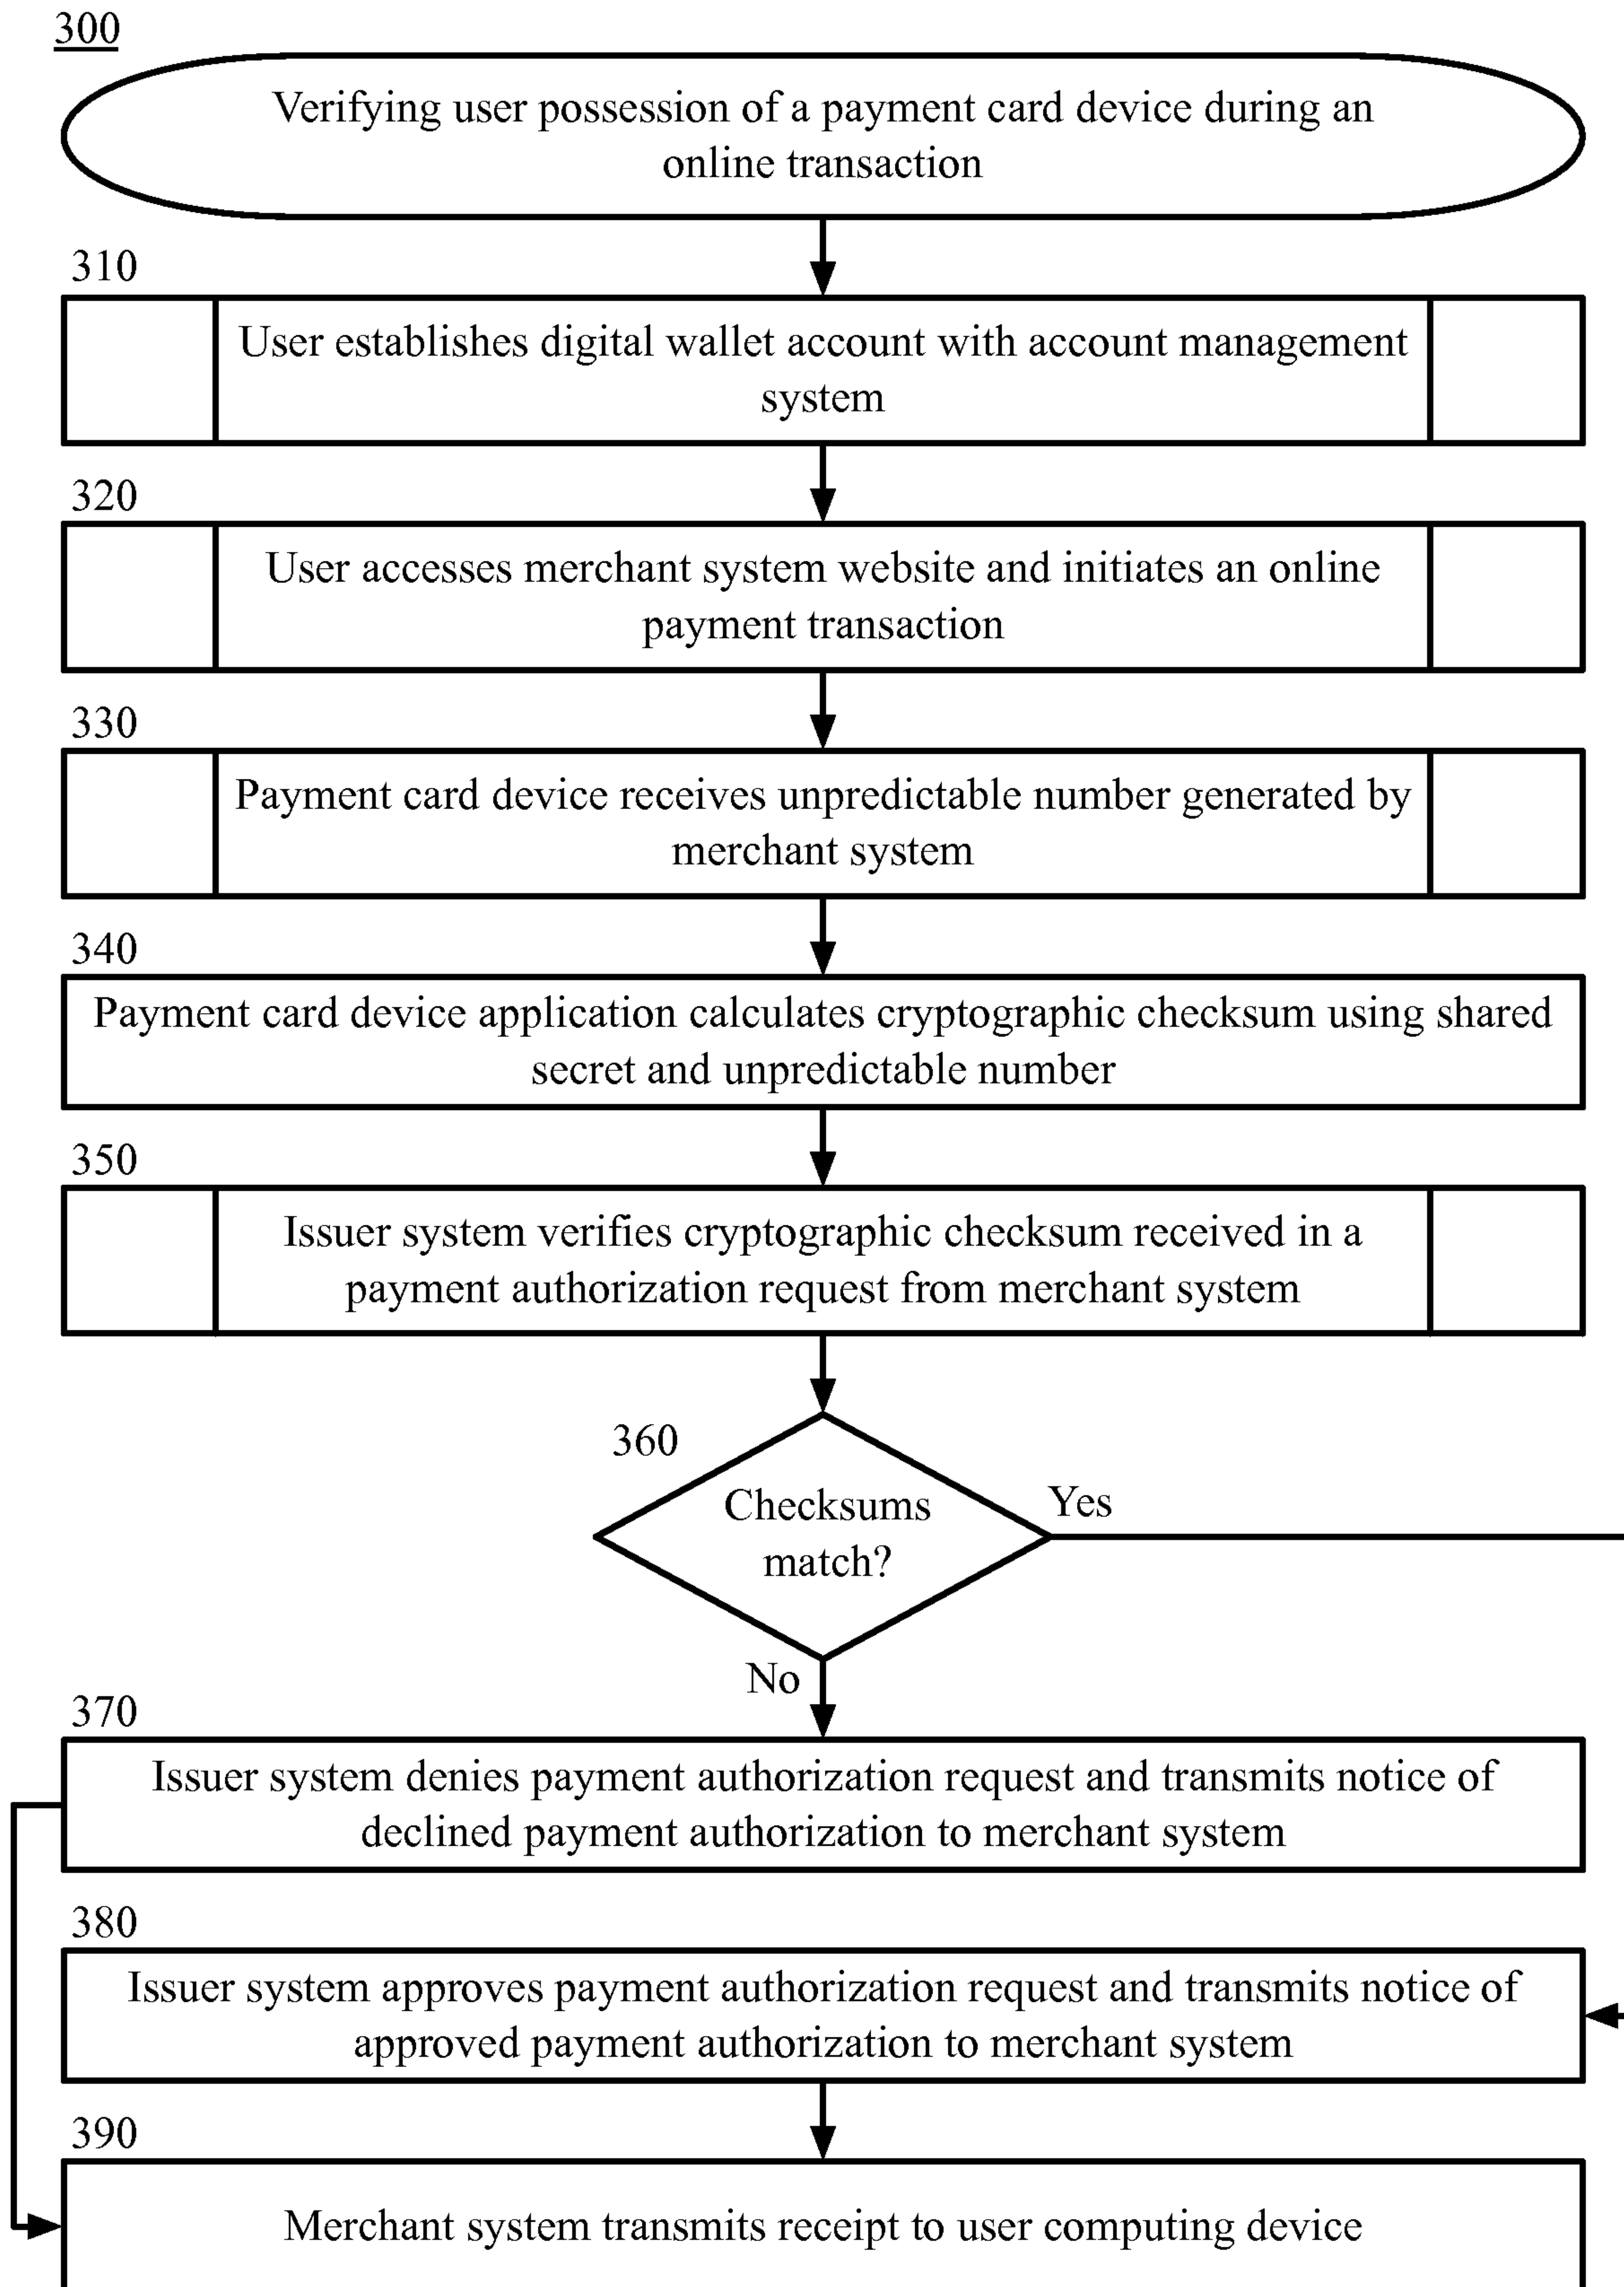 300
Verifying user possession of a payment card device during an
online transaction
310
User establishes digital wallet account with account management
system
320
User accesses merchant system website and initiates an online
payment transaction
330
Payment card device receives unpredictable number generated by
merchant system
340
Payment card device application calculates cryptographic checksum using shared
secret and unpredictable number
350
Issuer system verifies cryptographic checksum received in a
payment authorization request from merchant system
360
Checksums
match?
Yes
No
370
Issuer system denies payment authorization request and transmits notice of
declined payment authorization to merchant system
380
Issuer system approves payment authorization request and transmits notice of
approved payment authorization to merchant system
390
Merchant system transmits receipt to user computing device